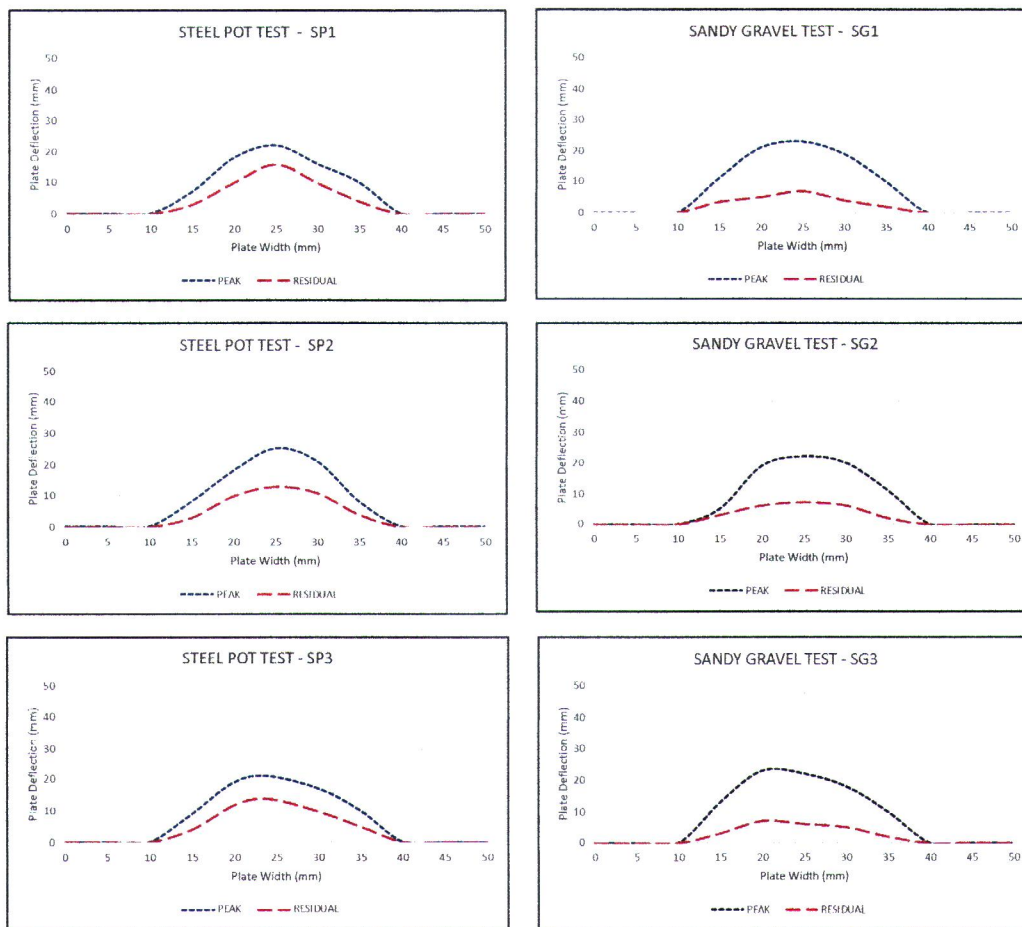 STEEL POT TEST - SP1
50
40
30
20
10
0
Plate Deflection (mm)
0 5 10 15 20 25 30 35 40 45 50
Plate Width (mm)
PEAK RESIDUAL
SANDY GRAVEL TEST - SG1
50
40
30
20
10
0
Plate Deflection (mm)
0 5 10 15 20 25 30 35 40 45 50
Plate Width (mm)
PEAK RESIDUAL
STEEL POT TEST - SP2
50
40
30
20
10
0
Plate Deflection (mm)
0 5 10 15 20 25 30 35 40 45 50
Plate Width (mm)
PEAK RESIDUAL
SANDY GRAVEL TEST - SG2
50
40
30
20
10
0
Plate Deflection (mm)
0 5 10 15 20 25 30 35 40 45 50
Plate Width (mm)
PEAK RESIDUAL
STEEL POT TEST - SP3
50
40
30
20
10
0
Plate Deflection (mm)
0 5 10 15 20 25 30 35 40 45 50
Plate Width (mm)
PEAK RESIDUAL
SANDY GRAVEL TEST - SG3
50
40
30
20
10
0
Plate Deflection (mm)
0 5 10 15 20 25 30 35 40 45 50
Plate Width (mm)
PEAK RESIDUAL